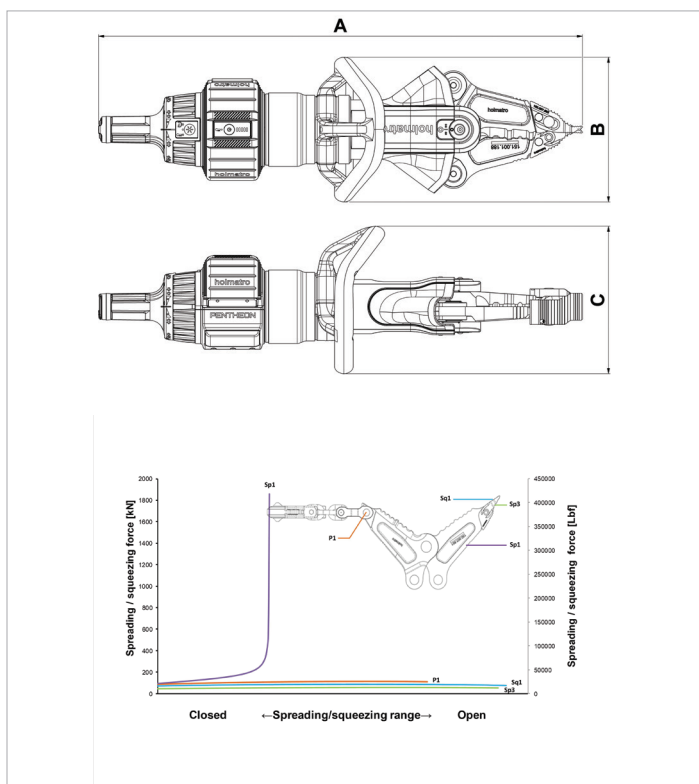 A
holmatro
holmatro
holmatro
holmatro
151.001.188
B
holmatro
PENTHEON
C
Spreading / squeezing force [kN]
2000
1800
1600
1400
1200
1000
800
600
400
200
0
Sp1
P1
Sq1
Sp3
Sp1
P1
Sq1
Sp3
450000
400000
350000
300000
250000
200000
150000
100000
50000
0
Spreading / squeezing force [Lbf]
Closed ←Spreading/squeezing range→ Open